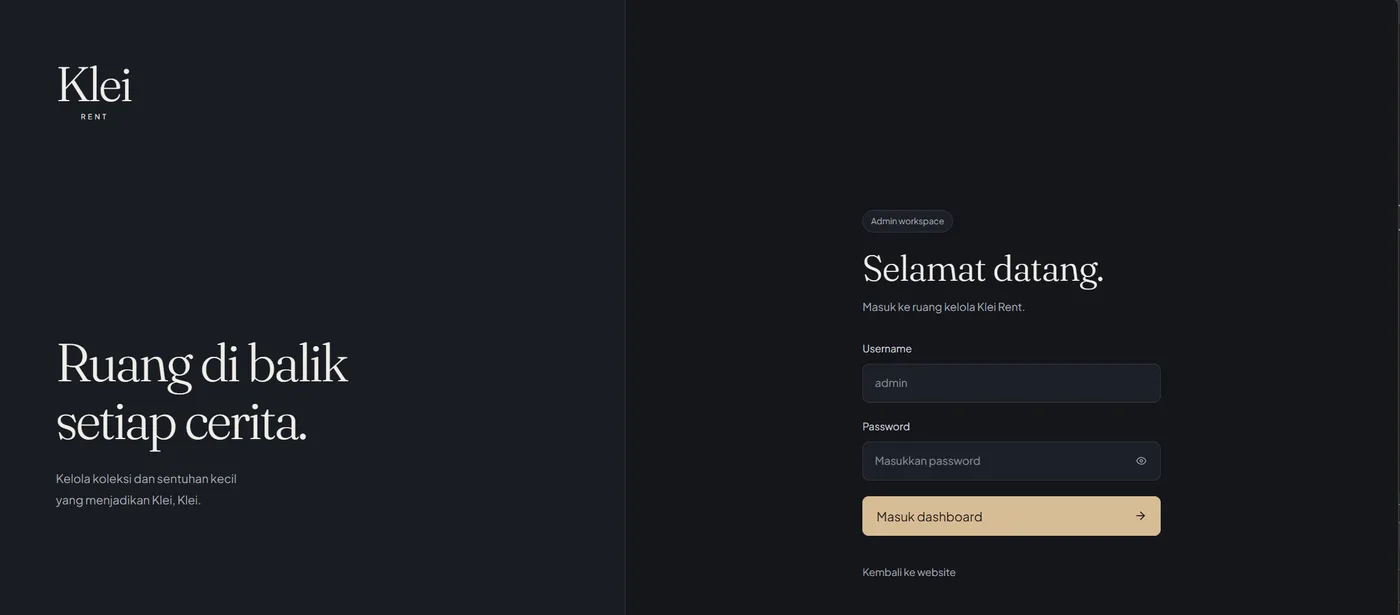 Klei
RENT
Ruang di balik
setiap cerita.
Kelola koleksi dan sentuhan kecil
yang menjadikan Klei, Klei.
Admin workspace
Selamat datang.
Masuk ke ruang kelola Klei Rent.
Username
admin
Password
Masukkan password
Masuk dashboard
Kembali ke website